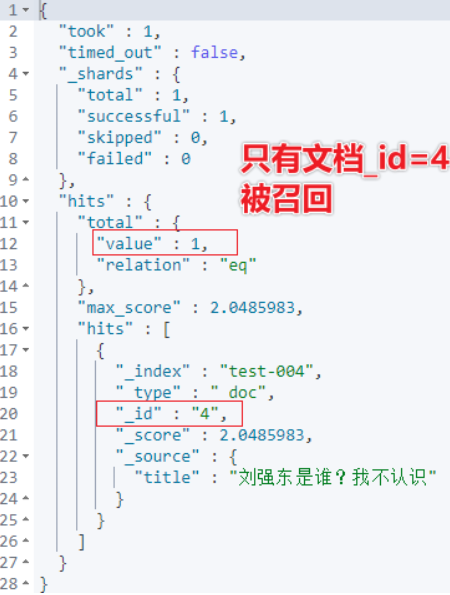 1 {
2 "took" : 1,
3 "timed_out" : false,
4 "_shards" : {
5 "total" : 1,
6 "successful" : 1,
7 "skipped" : 0,
8 "failed" : 0
9 },
10 "hits" : {
11 "total" : {
12 "value" : 1,
13 "relation" : "eq"
14 },
15 "max_score" : 2.0485983,
16 "hits" : [
17 {
18 "_index" : "test-004",
19 "_type" : "_doc",
20 "_id" : "4",
21 "_score" : 2.0485983,
22 "_source" : {
23 "title" : "刘强东是谁？我不认识"
24 }
25 }
26 ]
27 }
28 }
只有文档_id=4
被召回